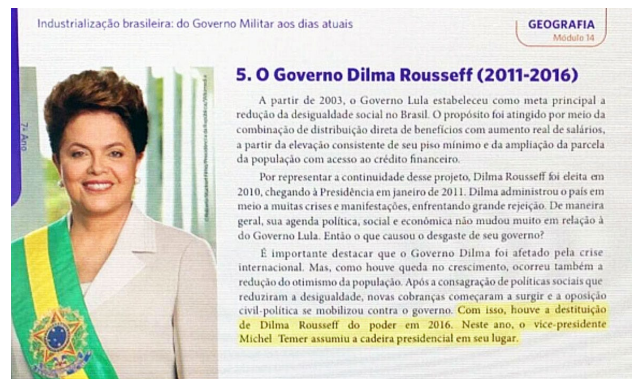 Industrialização brasileira: do Governo Militar aos dias atuais
GEOGRAFIA
Módulo 14
7º Ano
5. O Governo Dilma Rousseff (2011-2016)
A partir de 2003, o Governo Lula estabeleceu como meta principal a
redução da desigualdade social no Brasil. O propósito foi atingido por meio da
combinação de distribuição direta de benefícios com aumento real de salários,
a partir da elevação consistente de seu piso mínimo e da ampliação da parcela
da população com acesso ao crédito financeiro.
Por representar a continuidade desse projeto, Dilma Rousseff foi eleita em
2010, chegando à Presidência em janeiro de 2011. Dilma administrou o país em
meio a muitas crises e manifestações, enfrentando grande rejeição. De maneira
geral, sua agenda política, social e econômica não mudou muito em relação à
do Governo Lula. Então o que causou o desgaste de seu governo?
É importante destacar que o Governo Dilma foi afetado pela crise
internacional. Mas, como houve queda no crescimento, ocorreu também a
redução do otimismo da população. Após a consagração de políticas sociais que
reduziram a desigualdade, novas cobranças começaram a surgir e a oposição
civil-política se mobilizou contra o governo. Com isso, houve a destituição
de Dilma Rousseff do poder em 2016. Neste ano, o vice-presidente
Michel Temer assumiu a cadeira presidencial em seu lugar.